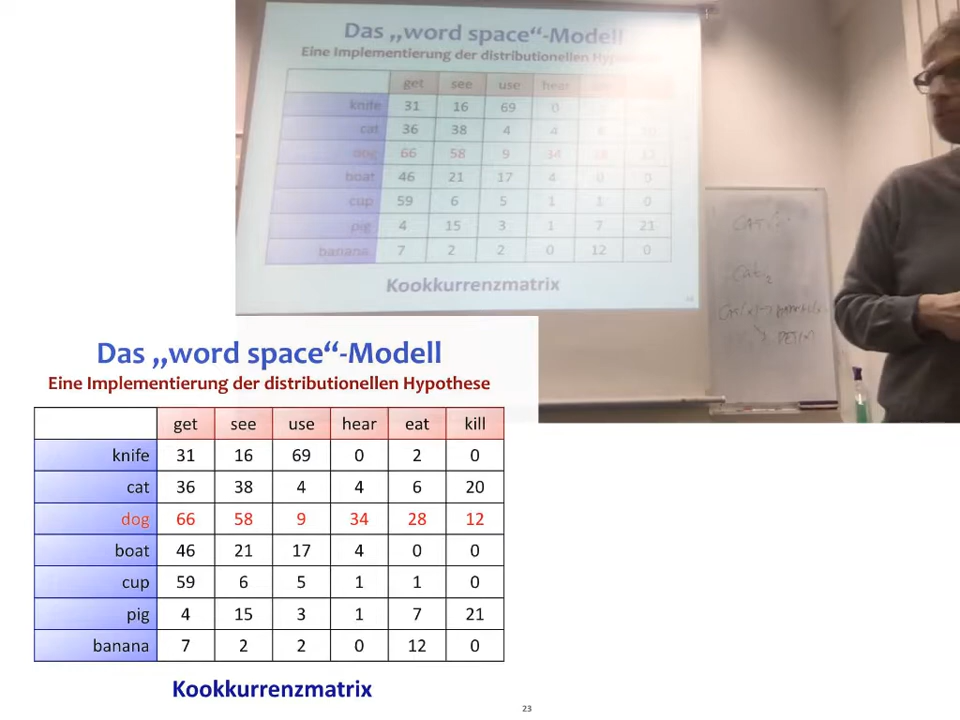 Das „word space“-Modell
Eine Implementierung der distributionellen Hyp
get see use hear
knife 31 16 69 0
cat 36 38 4 4 6 20
dog 66 58 9 34 28 12
boat 46 21 17 4 0 0
cup 59 6 5 1 1 0
pig 4 15 3 1 7 21
banana 7 2 2 0 12 0
Kookkurrenzmatrix
Das „word space“-Modell
Eine Implementierung der distributionellen Hypothese
get see use hear eat kill
knife 31 16 69 0 2 0
cat 36 38 4 4 6 20
dog 66 58 9 34 28 12
boat 46 21 17 4 0 0
cup 59 6 5 1 1 0
pig 4 15 3 1 7 21
banana 7 2 2 0 12 0
Kookkurrenzmatrix
23